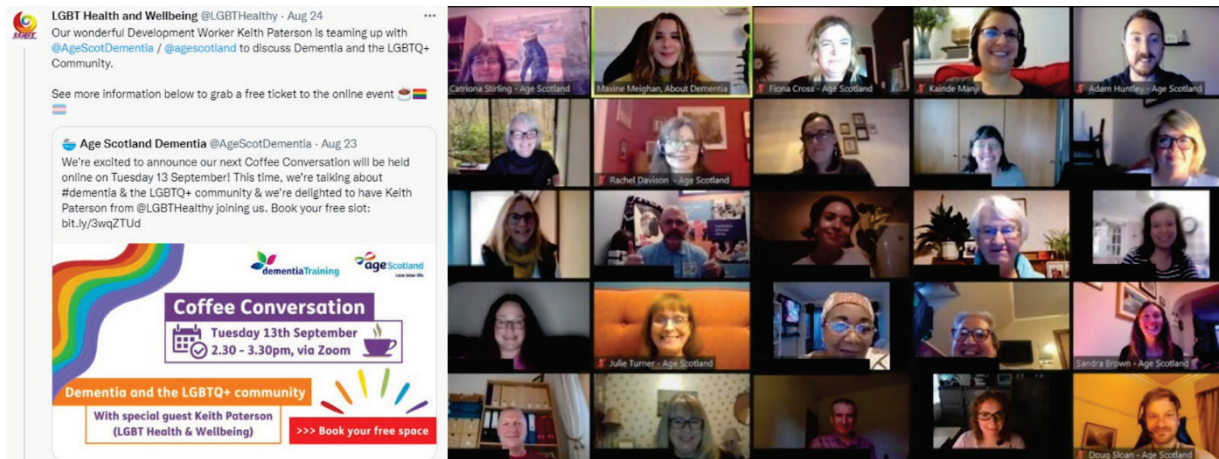 LGBT Health and Wellbeing @LGBTHealthy · Aug 24
Our wonderful Development Worker Keith Paterson is teaming up with
@AgeScotDementia / @agescotland to discuss Dementia and the LGBTQ+
Community.
See more information below to grab a free ticket to the online event
Age Scotland Dementia @AgeScotDementia · Aug 23
We're excited to announce our next Coffee Conversation will be held
online on Tuesday 13 September! This time, we're talking about
#dementia & the LGBTQ+ community & we're delighted to have Keith
Paterson from @LGBTHealthy joining us. Book your free slot:
bit.ly/3wqZTUd
dementiaTraining
age Scotland
Love later life
Coffee Conversation
Tuesday 13th September
2.30 - 3.30pm, via Zoom
Dementia and the LGBTQ+ community
With special guest Keith Paterson
(LGBT Health & Wellbeing)
>>> Book your free space
LGBT
Catriona Stirling - Age Scotland
Maxine Meighan, About Dementia
Fiona Cross - Age Scotland
Kainde Manji
Adam Huntley - Age Scotland
Rachel Davison - Age Scotland
Julie Turner - Age Scotland
Sandra Brown - Age Scotland
Doug Sloan - Age Scotland